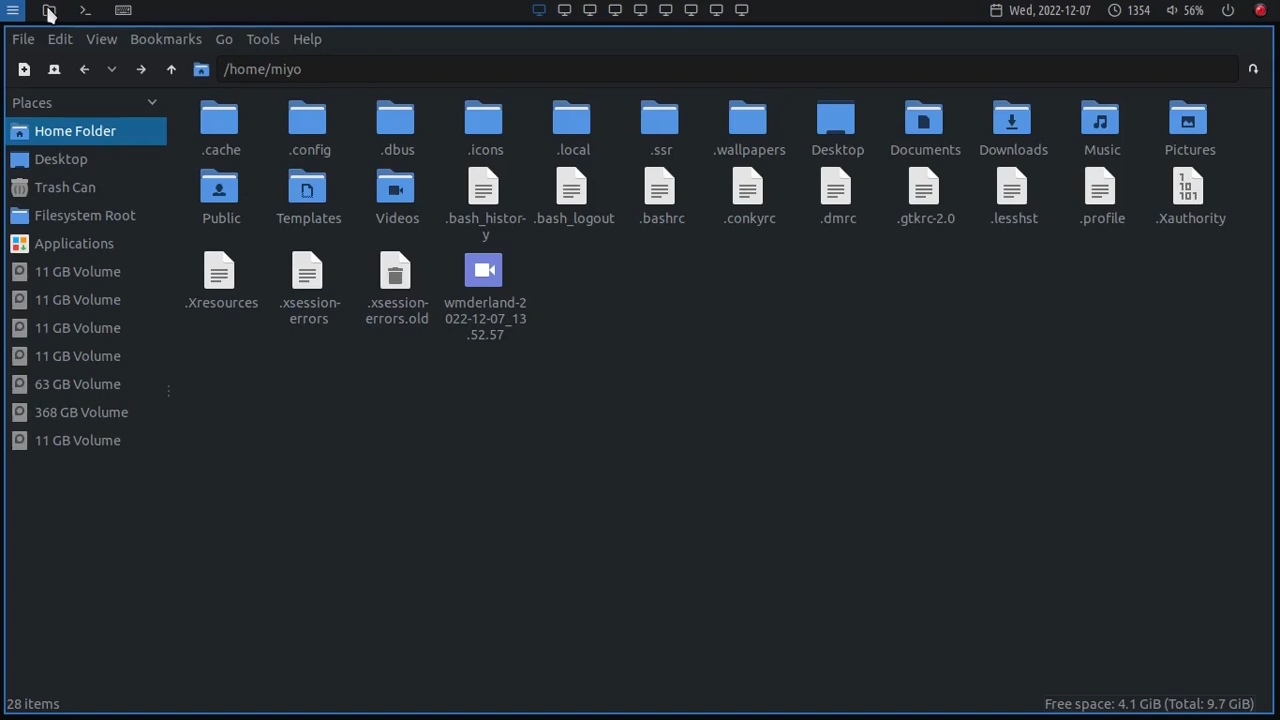 Wed, 2022-12-07 1354 56%
File Edit View Bookmarks Go Tools Help
/home/miyo
Places
Home Folder
Desktop
Trash Can
Filesystem Root
Applications
11 GB Volume
11 GB Volume
11 GB Volume
11 GB Volume
63 GB Volume
368 GB Volume
11 GB Volume
.cache .config .dbus .icons .local .ssr .wallpapers Desktop Documents Downloads Music Pictures
Public Templates Videos .bash_histor- .bash_logout .bashrc .conkyrc .dmrc .gtkrc-2.0 .lesshst .profile .Xauthority
y
.Xresources .xsession- .xsession- wmderland-2
errors errors.old 022-12-07_13
.52.57
28 items Free space: 4.1 GiB (Total: 9.7 GiB)